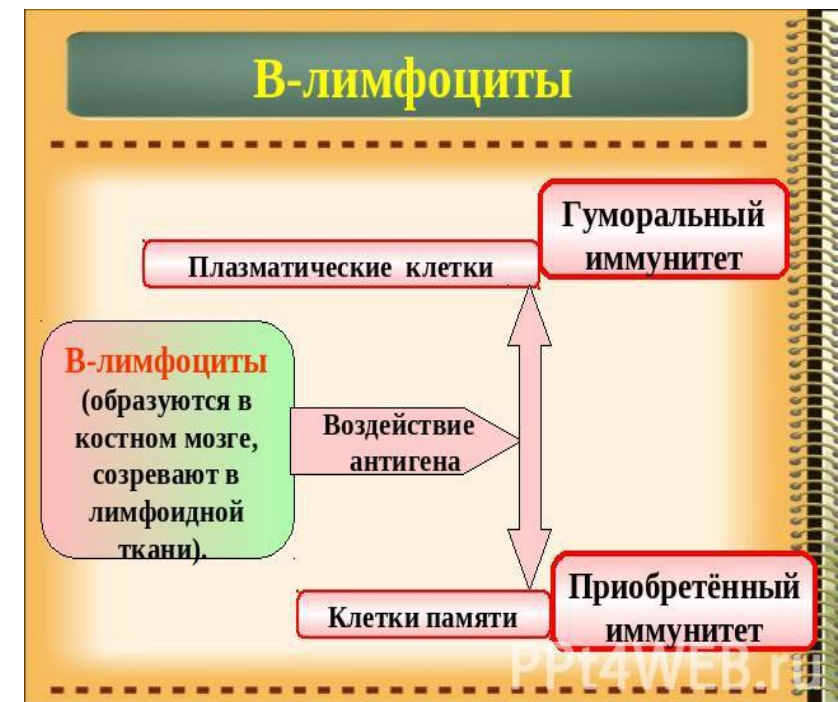 В-лимфоциты
Гуморальный
иммунитет
Плазматические клетки
В-лимфоциты
(образуются в
костном мозге,
созревают в
лимфоидной
ткани).
Воздействие
антигена
Клетки памяти
Приобретённый
иммунитет
PPt4WEB.ru